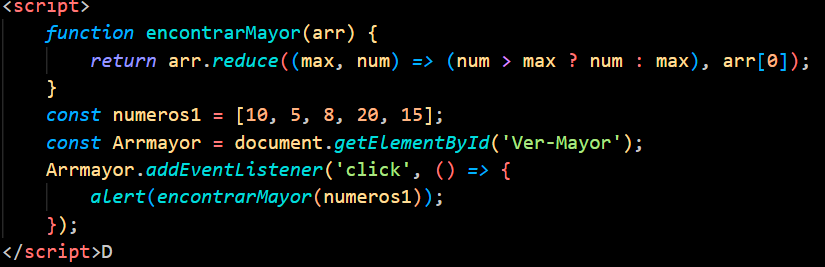 <script>
function encontrarMayor(arr) {
return arr.reduce((max, num) => (num > max ? num : max), arr[0]);
}
const numeros1 = [10, 5, 8, 20, 15];
const Arrmayor = document.getElementById('Ver-Mayor');
Arrmayor.addEventListener('click', () => {
alert(encontrarMayor(numeros1));
});
</script>D